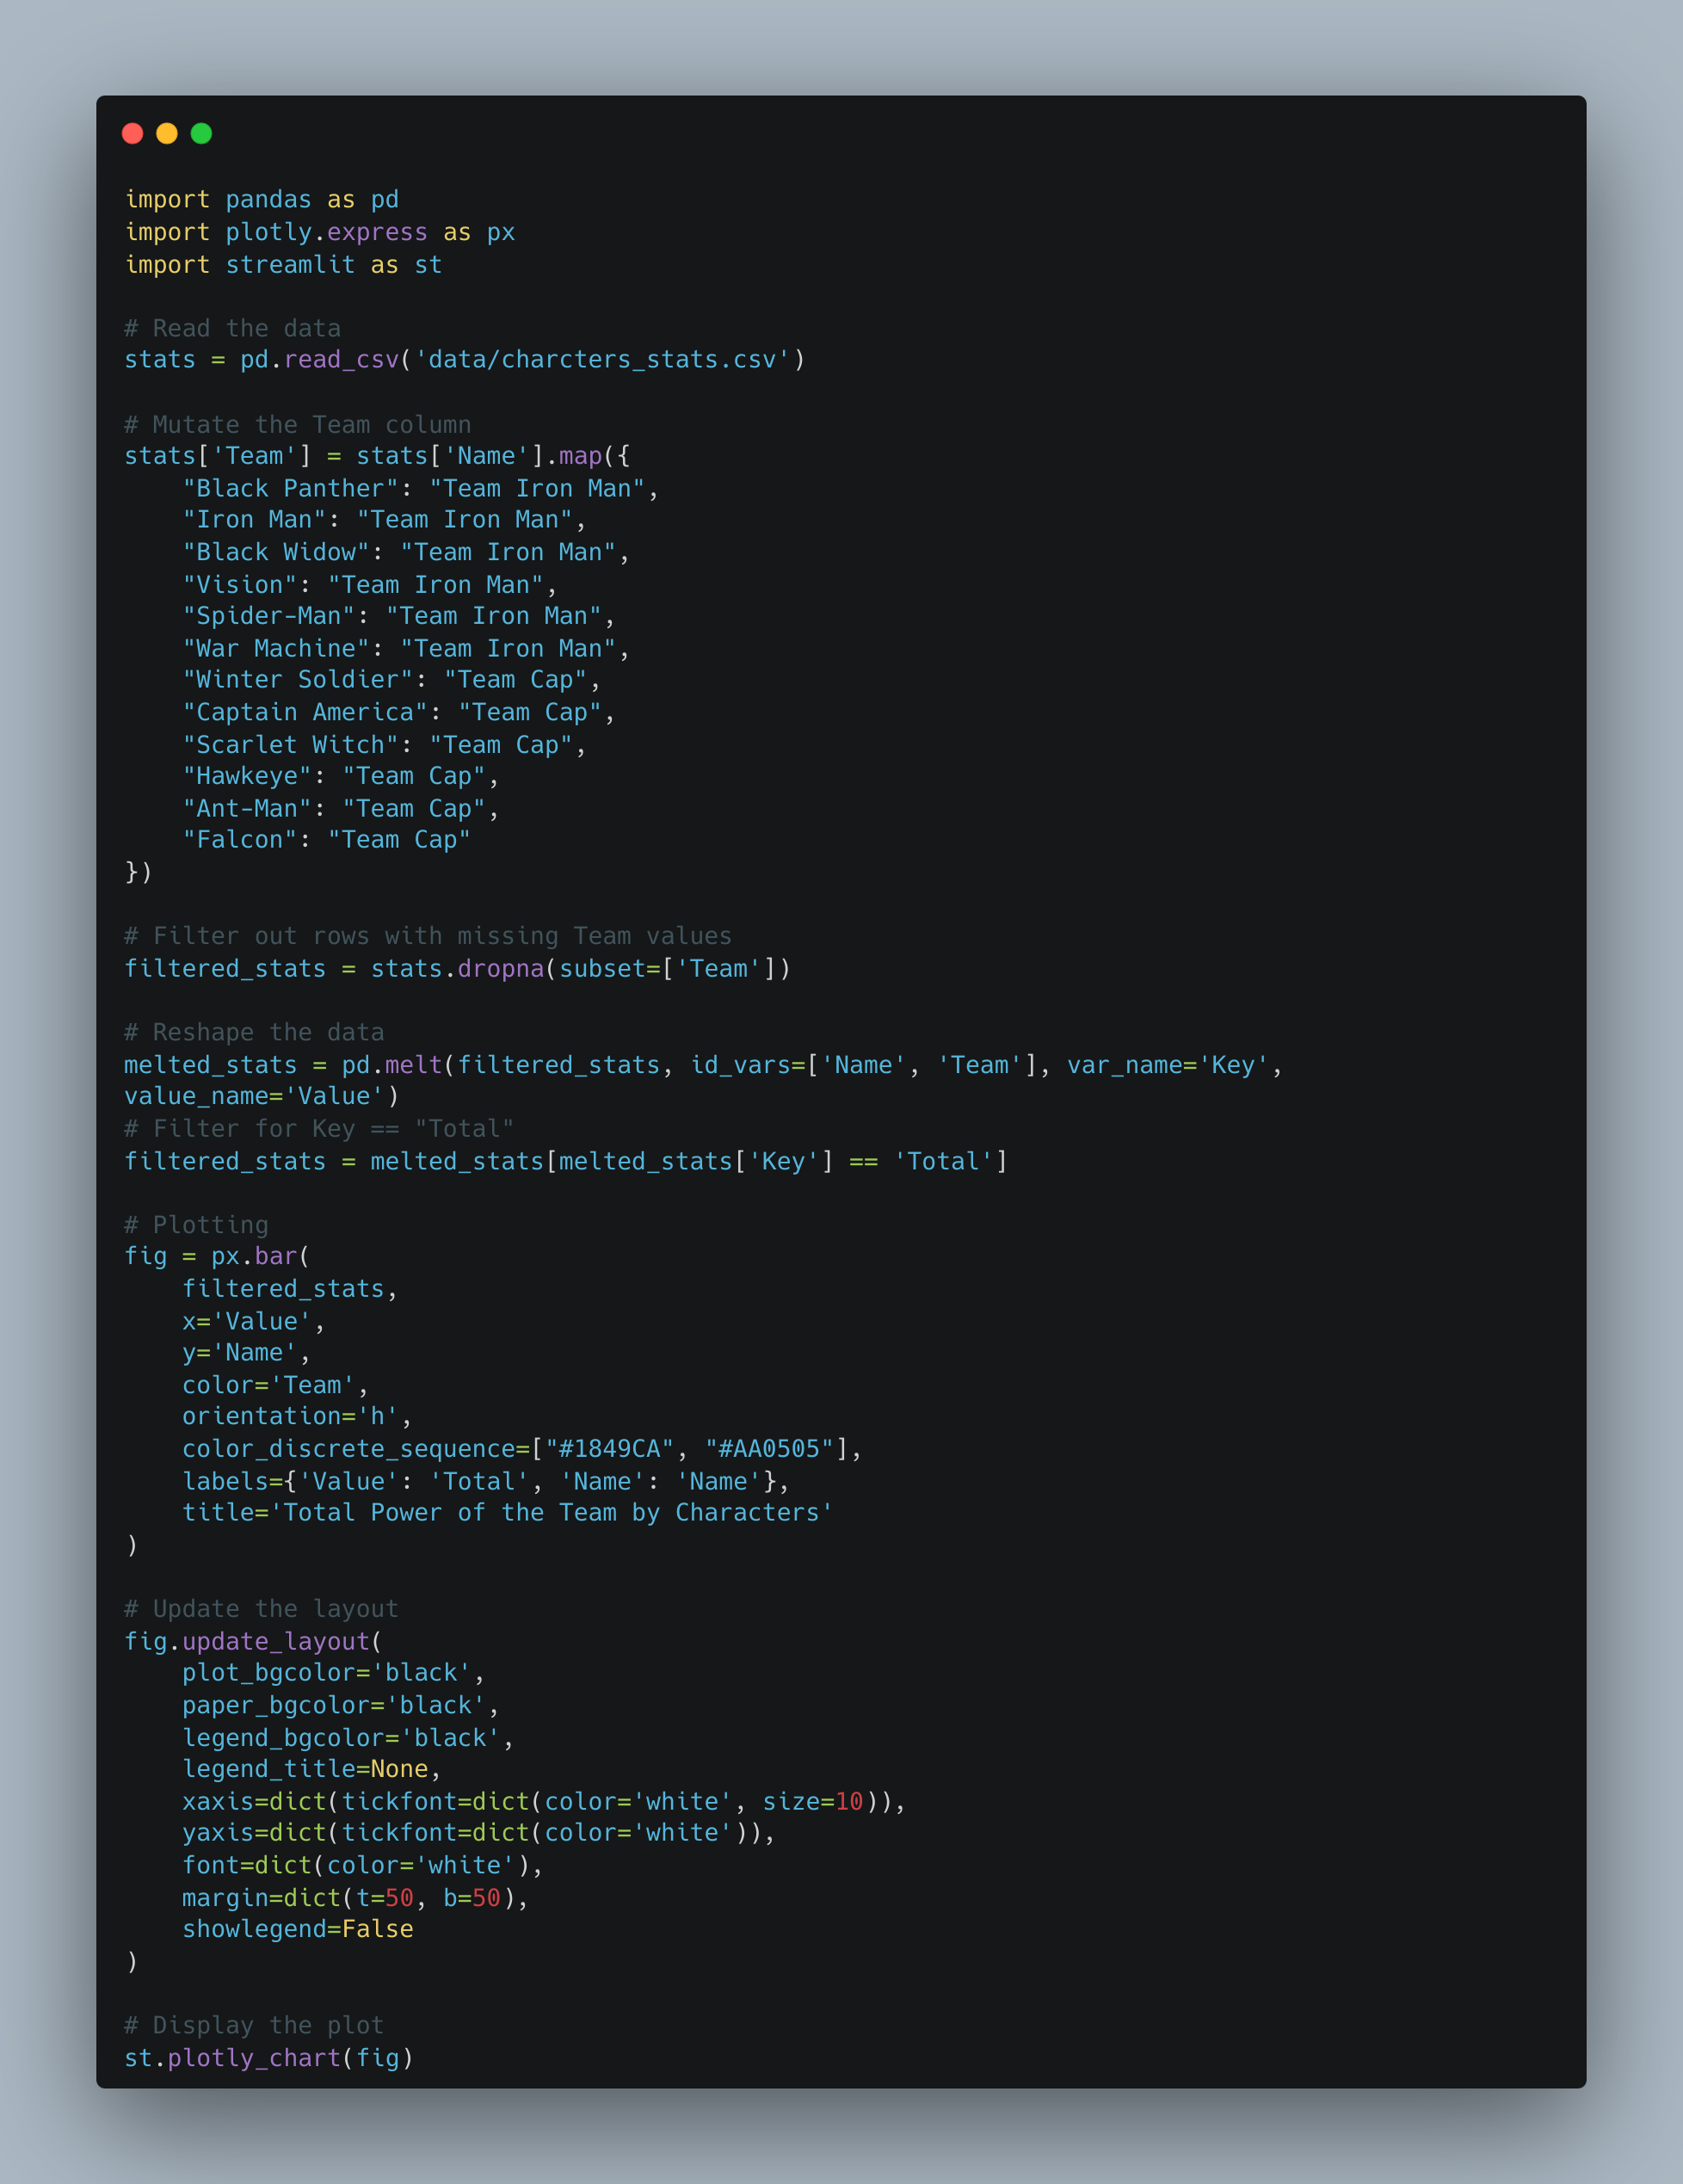 import pandas as pd
import plotly.express as px
import streamlit as st

# Read the data
stats = pd.read_csv('data/charcters_stats.csv')

# Mutate the Team column
stats['Team'] = stats['Name'].map({
    "Black Panther": "Team Iron Man",
    "Iron Man": "Team Iron Man",
    "Black Widow": "Team Iron Man",
    "Vision": "Team Iron Man",
    "Spider-Man": "Team Iron Man",
    "War Machine": "Team Iron Man",
    "Winter Soldier": "Team Cap",
    "Captain America": "Team Cap",
    "Scarlet Witch": "Team Cap",
    "Hawkeye": "Team Cap",
    "Ant-Man": "Team Cap",
    "Falcon": "Team Cap"
})

# Filter out rows with missing Team values
filtered_stats = stats.dropna(subset=['Team'])

# Reshape the data
melted_stats = pd.melt(filtered_stats, id_vars=['Name', 'Team'], var_name='Key',
value_name='Value')
# Filter for Key == "Total"
filtered_stats = melted_stats[melted_stats['Key'] == 'Total']

# Plotting
fig = px.bar(
    filtered_stats,
    x='Value',
    y='Name',
    color='Team',
    orientation='h',
    color_discrete_sequence=["#1849CA", "#AA0505"],
    labels={'Value': 'Total', 'Name': 'Name'},
    title='Total Power of the Team by Characters'
)

# Update the layout
fig.update_layout(
    plot_bgcolor='black',
    paper_bgcolor='black',
    legend_bgcolor='black',
    legend_title=None,
    xaxis=dict(tickfont=dict(color='white', size=10)),
    yaxis=dict(tickfont=dict(color='white')),
    font=dict(color='white'),
    margin=dict(t=50, b=50),
    showlegend=False
)

# Display the plot
st.plotly_chart(fig)